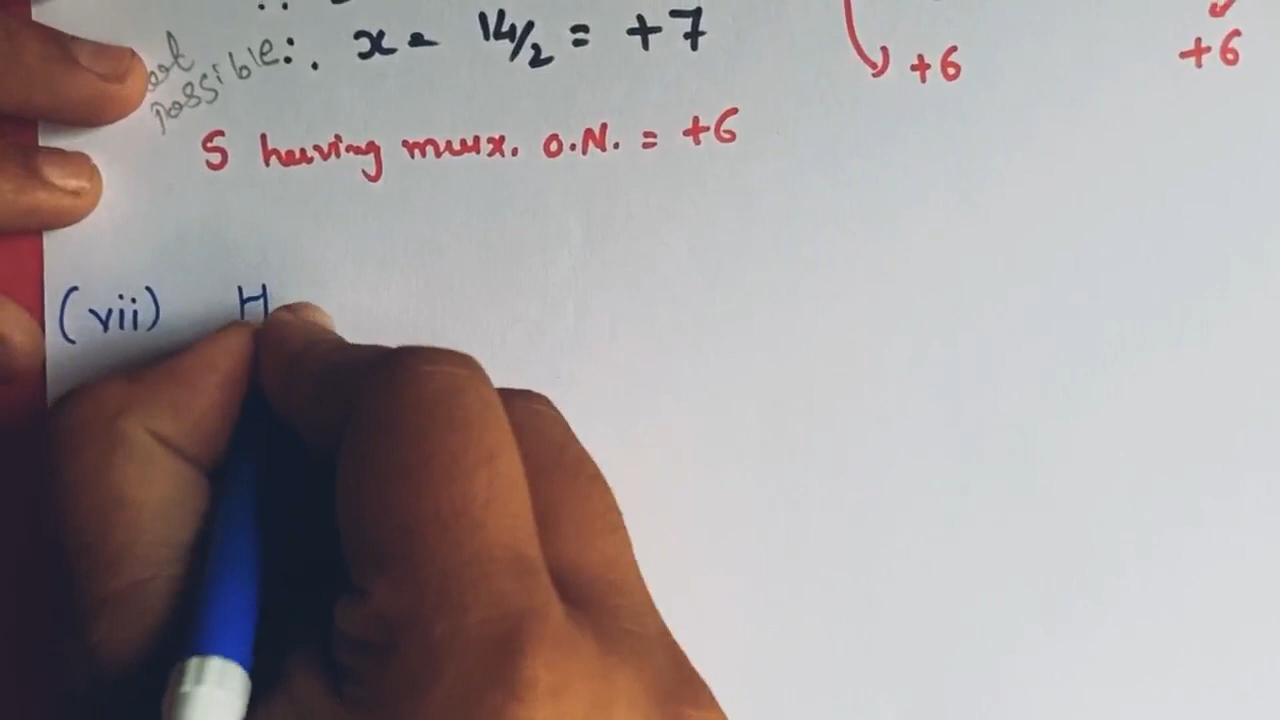 ∴ x = 14/2 = +7
possible
+6
+6
S having max. O.N. = +6
(vii) H